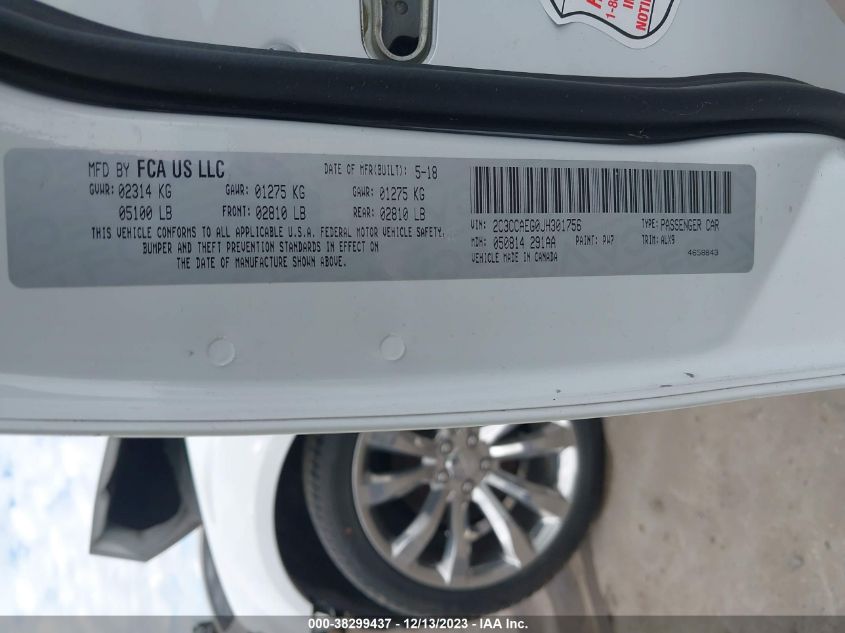 1-8
NOTI
MFD BY FCA US LLC DATE OF MFR(BUILT): 5-18
GVWR: 02314 KG GAWR: 01275 KG GAWR: 01275 KG
05100 LB FRONT: 02810 LB REAR: 02810 LB
THIS VEHICLE CONFORMS TO ALL APPLICABLE U.S.A. FEDERAL MOTOR VEHICLE SAFETY,
BUMPER AND THEFT PREVENTION STANDARDS IN EFFECT ON
THE DATE OF MANUFACTURE SHOWN ABOVE.
VIN: 2C3CCAEG0JH301756 TYPE: PASSENGER CAR
MDH: 050814 291AA PAINT: PW7 TRIM: ALX9
VEHICLE MADE IN CANADA 4658843
000-38299437 - 12/13/2023 - IAA Inc.